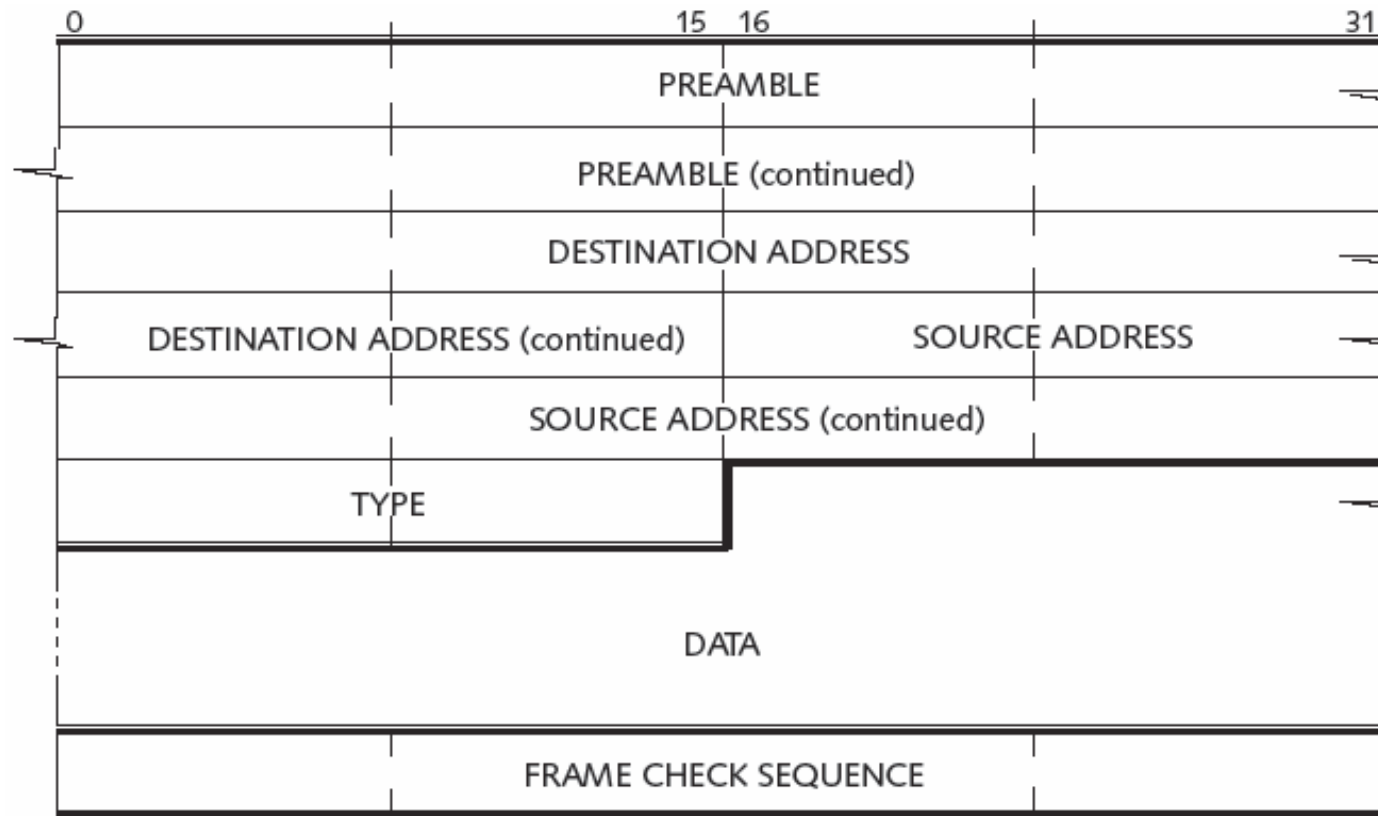 0 15 16 31
PREAMBLE
PREAMBLE (continued)
DESTINATION ADDRESS
DESTINATION ADDRESS (continued) SOURCE ADDRESS
SOURCE ADDRESS (continued)
TYPE
DATA
FRAME CHECK SEQUENCE